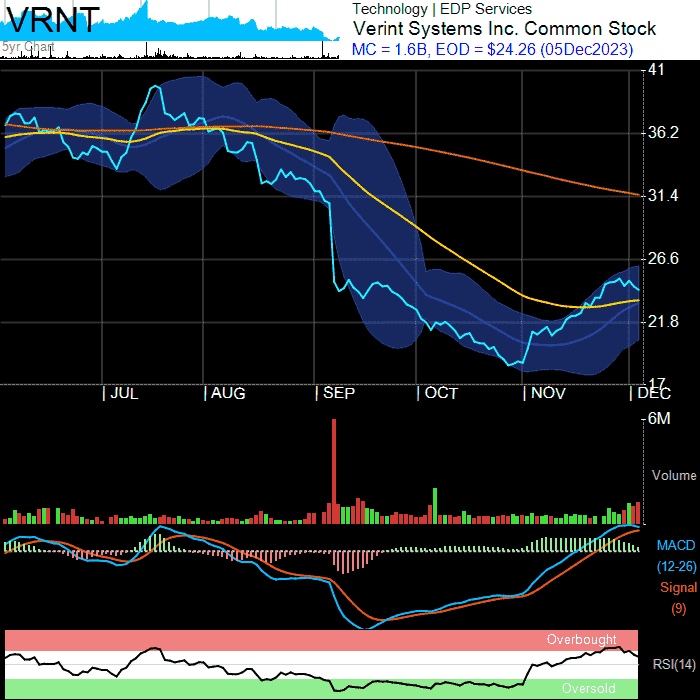 VRNT
5yr Chart
Technology | EDP Services
Verint Systems Inc. Common Stock
MC = 1.6B, EOD = $24.26 (05Dec2023)
41
36.2
31.4
26.6
21.8
17
JUL
AUG
SEP
OCT
NOV
DEC
6M
Volume
MACD
(12-26)
Signal
(9)
Overbought
RSI(14)
Oversold